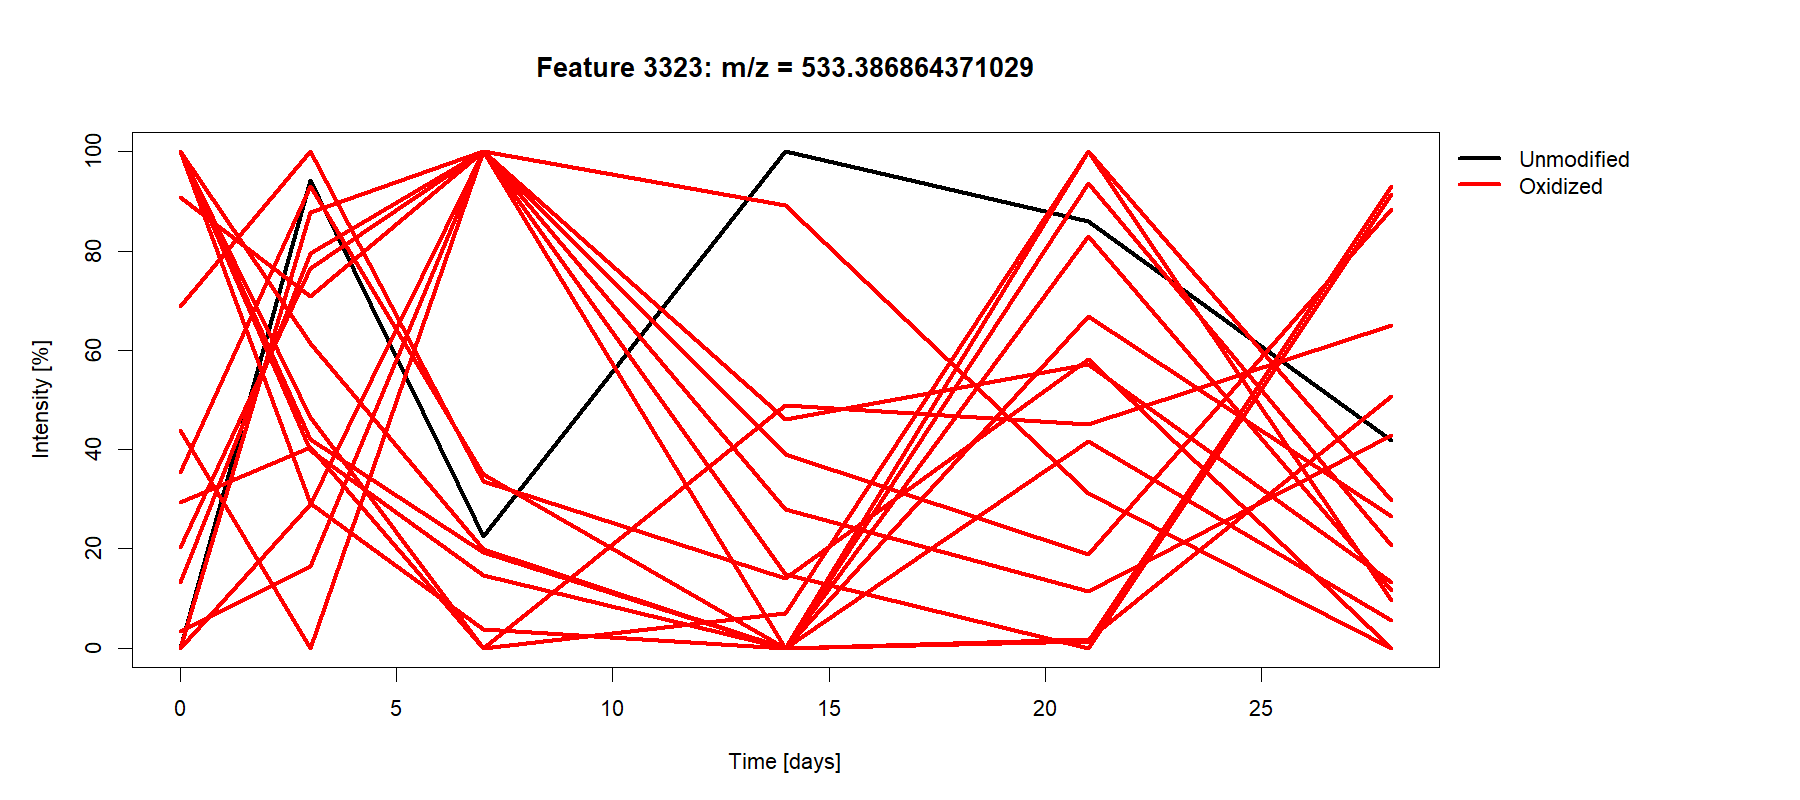 Feature 3323: m/z = 533.386864371029
Unmodified
Oxidized
Intensity [%]
100
80
60
40
20
0
0 5 10 15 20 25
Time [days]